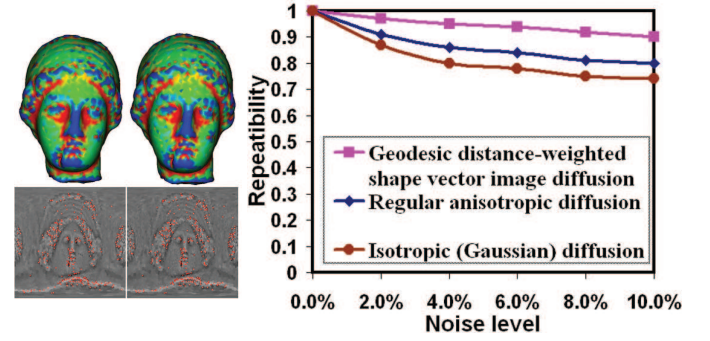 1
0.9
0.8
0.7
0.6
0.5
0.4
0.3
0.2
0.1
0
Repeatibility
Geodesic distance-weighted
shape vector image diffusion
Regular anisotropic diffusion
Isotropic (Gaussian) diffusion
0.0% 2.0% 4.0% 6.0% 8.0% 10.0%
Noise level